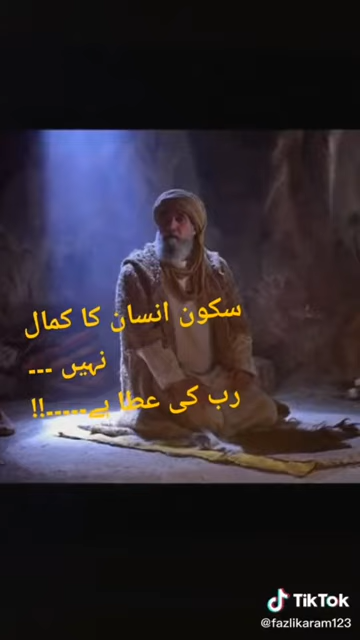 سکون انسان کا کمال
نہیں ---
رب کی عطا ہے-----!!
TikTok
@fazlikaram123